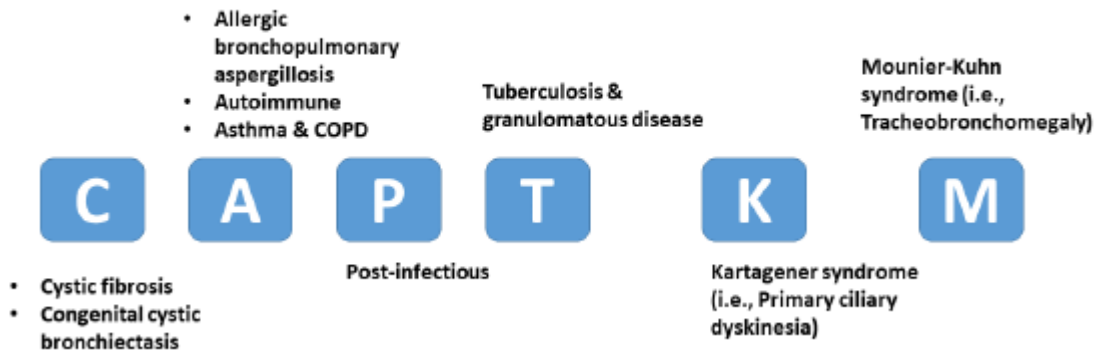 • Allergic
bronchopulmonary
aspergillosis
• Autoimmune
• Asthma & COPD
Tuberculosis &
granulomatous disease
Mounier-Kuhn
syndrome (i.e.,
Tracheobronchomegaly)
C A P T K M
• Cystic fibrosis
• Congenital cystic
bronchiectasis
Post-infectious
Kartagener syndrome
(i.e., Primary ciliary
dyskinesia)